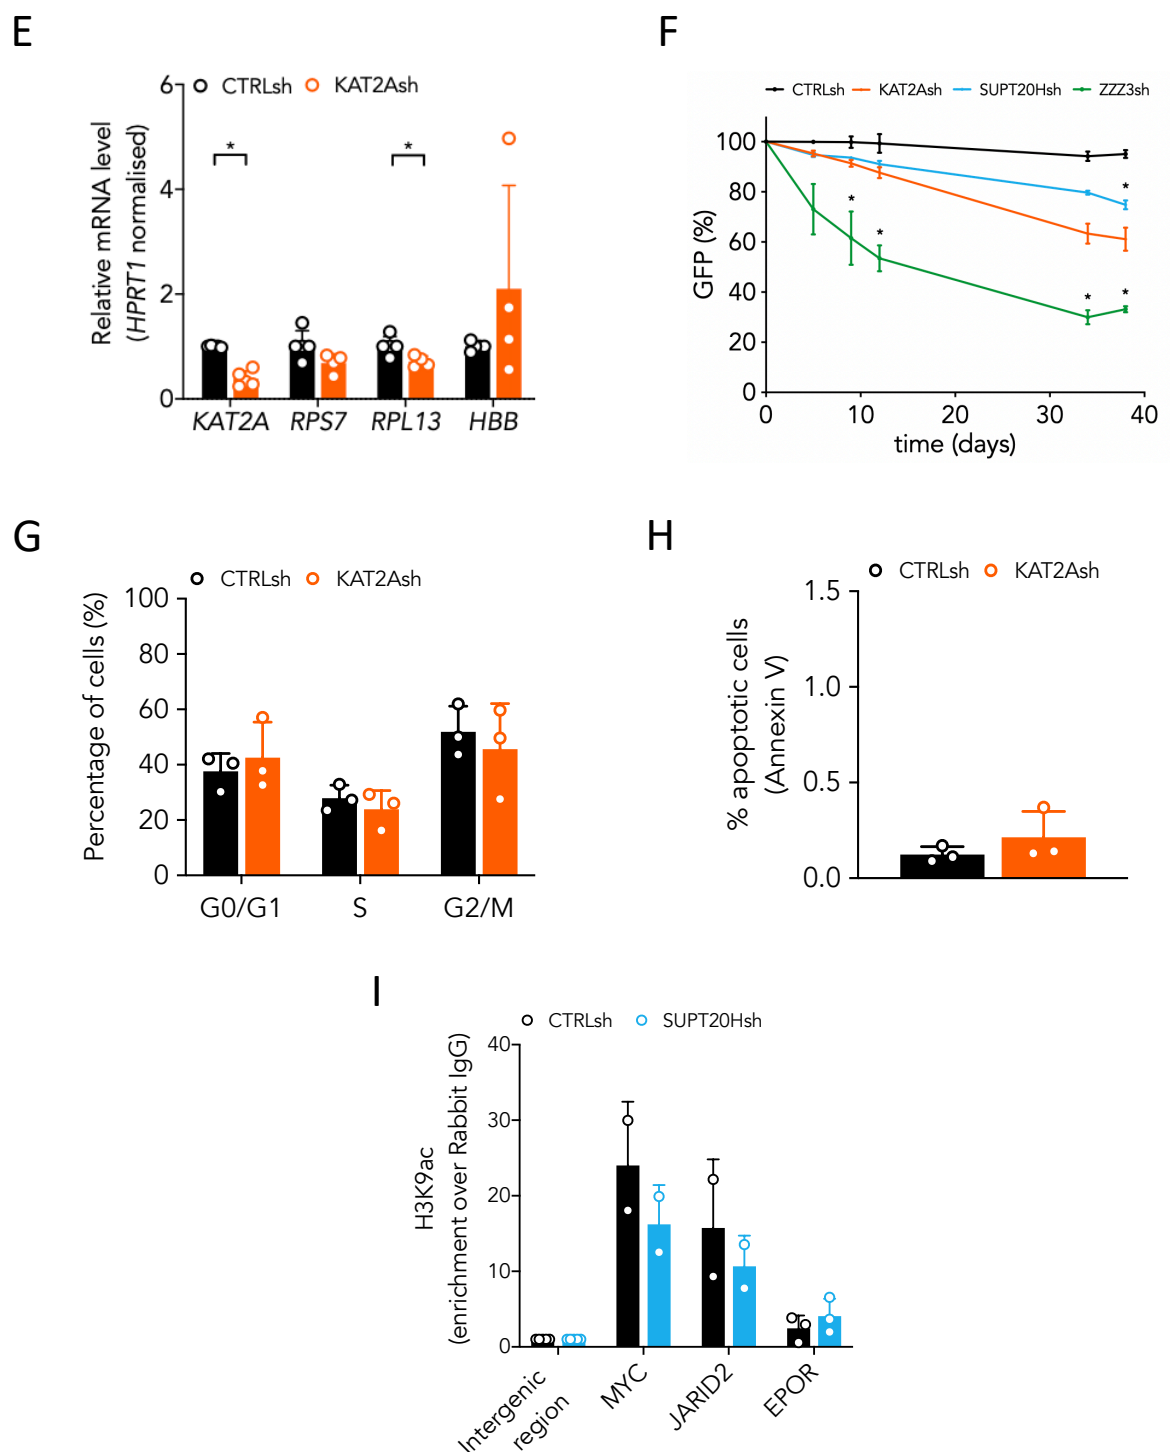 E
CTRLsh KAT2Ash
Relative mRNA level
(HPRT1 normalised)
6
4
2
0
* *
KAT2A RPS7 RPL13 HBB
F
CTRLsh KAT2Ash SUPT20Hsh ZZZ3sh
GFP (%)
100
80
60
40
20
0
* * * * *
0 10 20 30 40
time (days)
G
CTRLsh KAT2Ash
Percentage of cells (%)
100
80
60
40
20
0
G0/G1 S G2/M
H
CTRLsh KAT2Ash
% apoptotic cells
(Annexin V)
1.5
1.0
0.5
0.0
I
CTRLsh SUPT20Hsh
H3K9ac
(enrichment over Rabbit IgG)
40
30
20
10
0
Intergenic
region
MYC
JARID2
EPOR